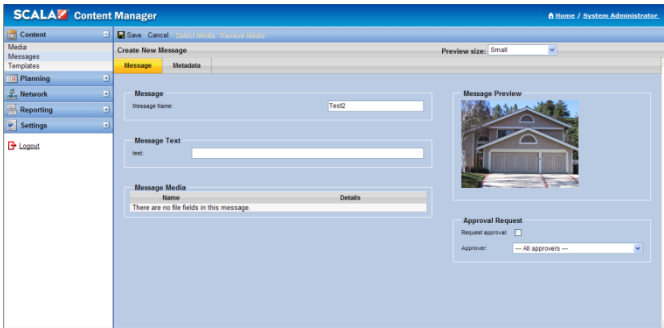 SCALA Content Manager
Home / System Administrator
Content
Media
Messages
Templates
Planning
Network
Reporting
Settings
Logout
Save Cancel Select Media Remove Media
Create New Message
Preview size: Small
Message Metadata
Message
Message Name: Test2
Message Text
test:
Message Media
Name Details
There are no file fields in this message.
Message Preview
Approval Request
Request approval:
Approver: --- All approvers ---